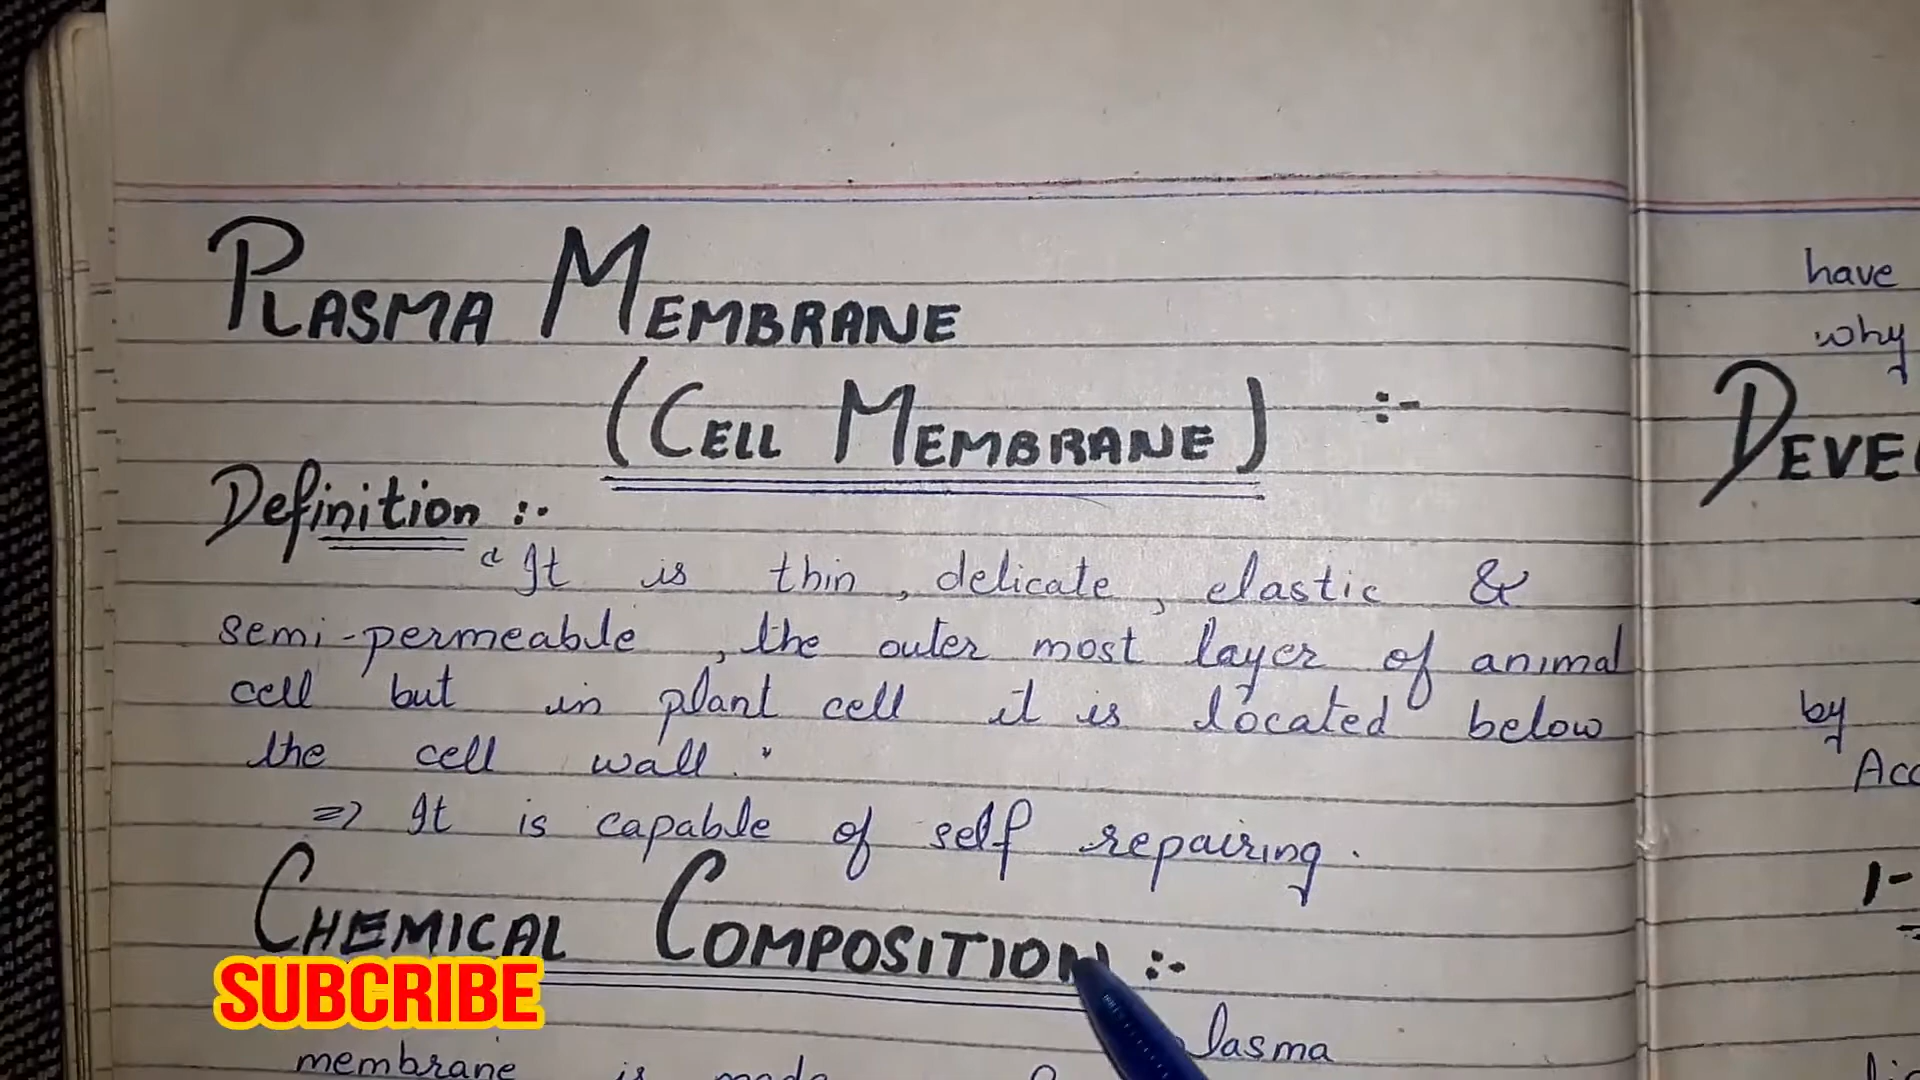 PLASMA MEMBRANE
(CELL MEMBRANE) :-
Definition :-
"It is thin, delicate, elastic &
semi-permeable, the outer most layer of animal
cell but in plant cell it is located below
the cell wall."
⇒ It is capable of self repairing.
CHEMICAL COMPOSITION :-
SUBCRIBE
lasma
membrane is made
have
why
DEVE
by
Acc
1-